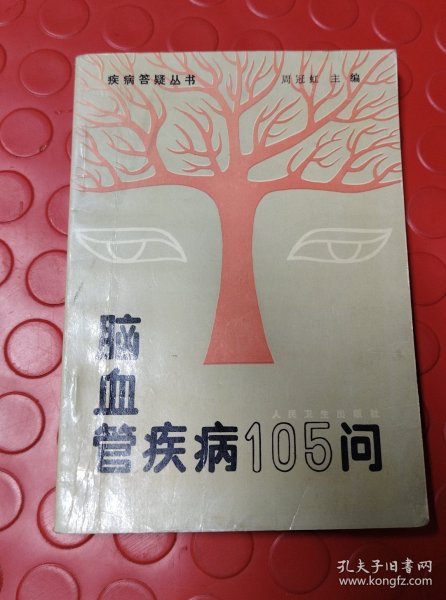 疾病答疑丛书 周冠虹 主编
脑
血
管疾病105问
人民卫生出版社
孔夫子旧书网
www.kongfz.com